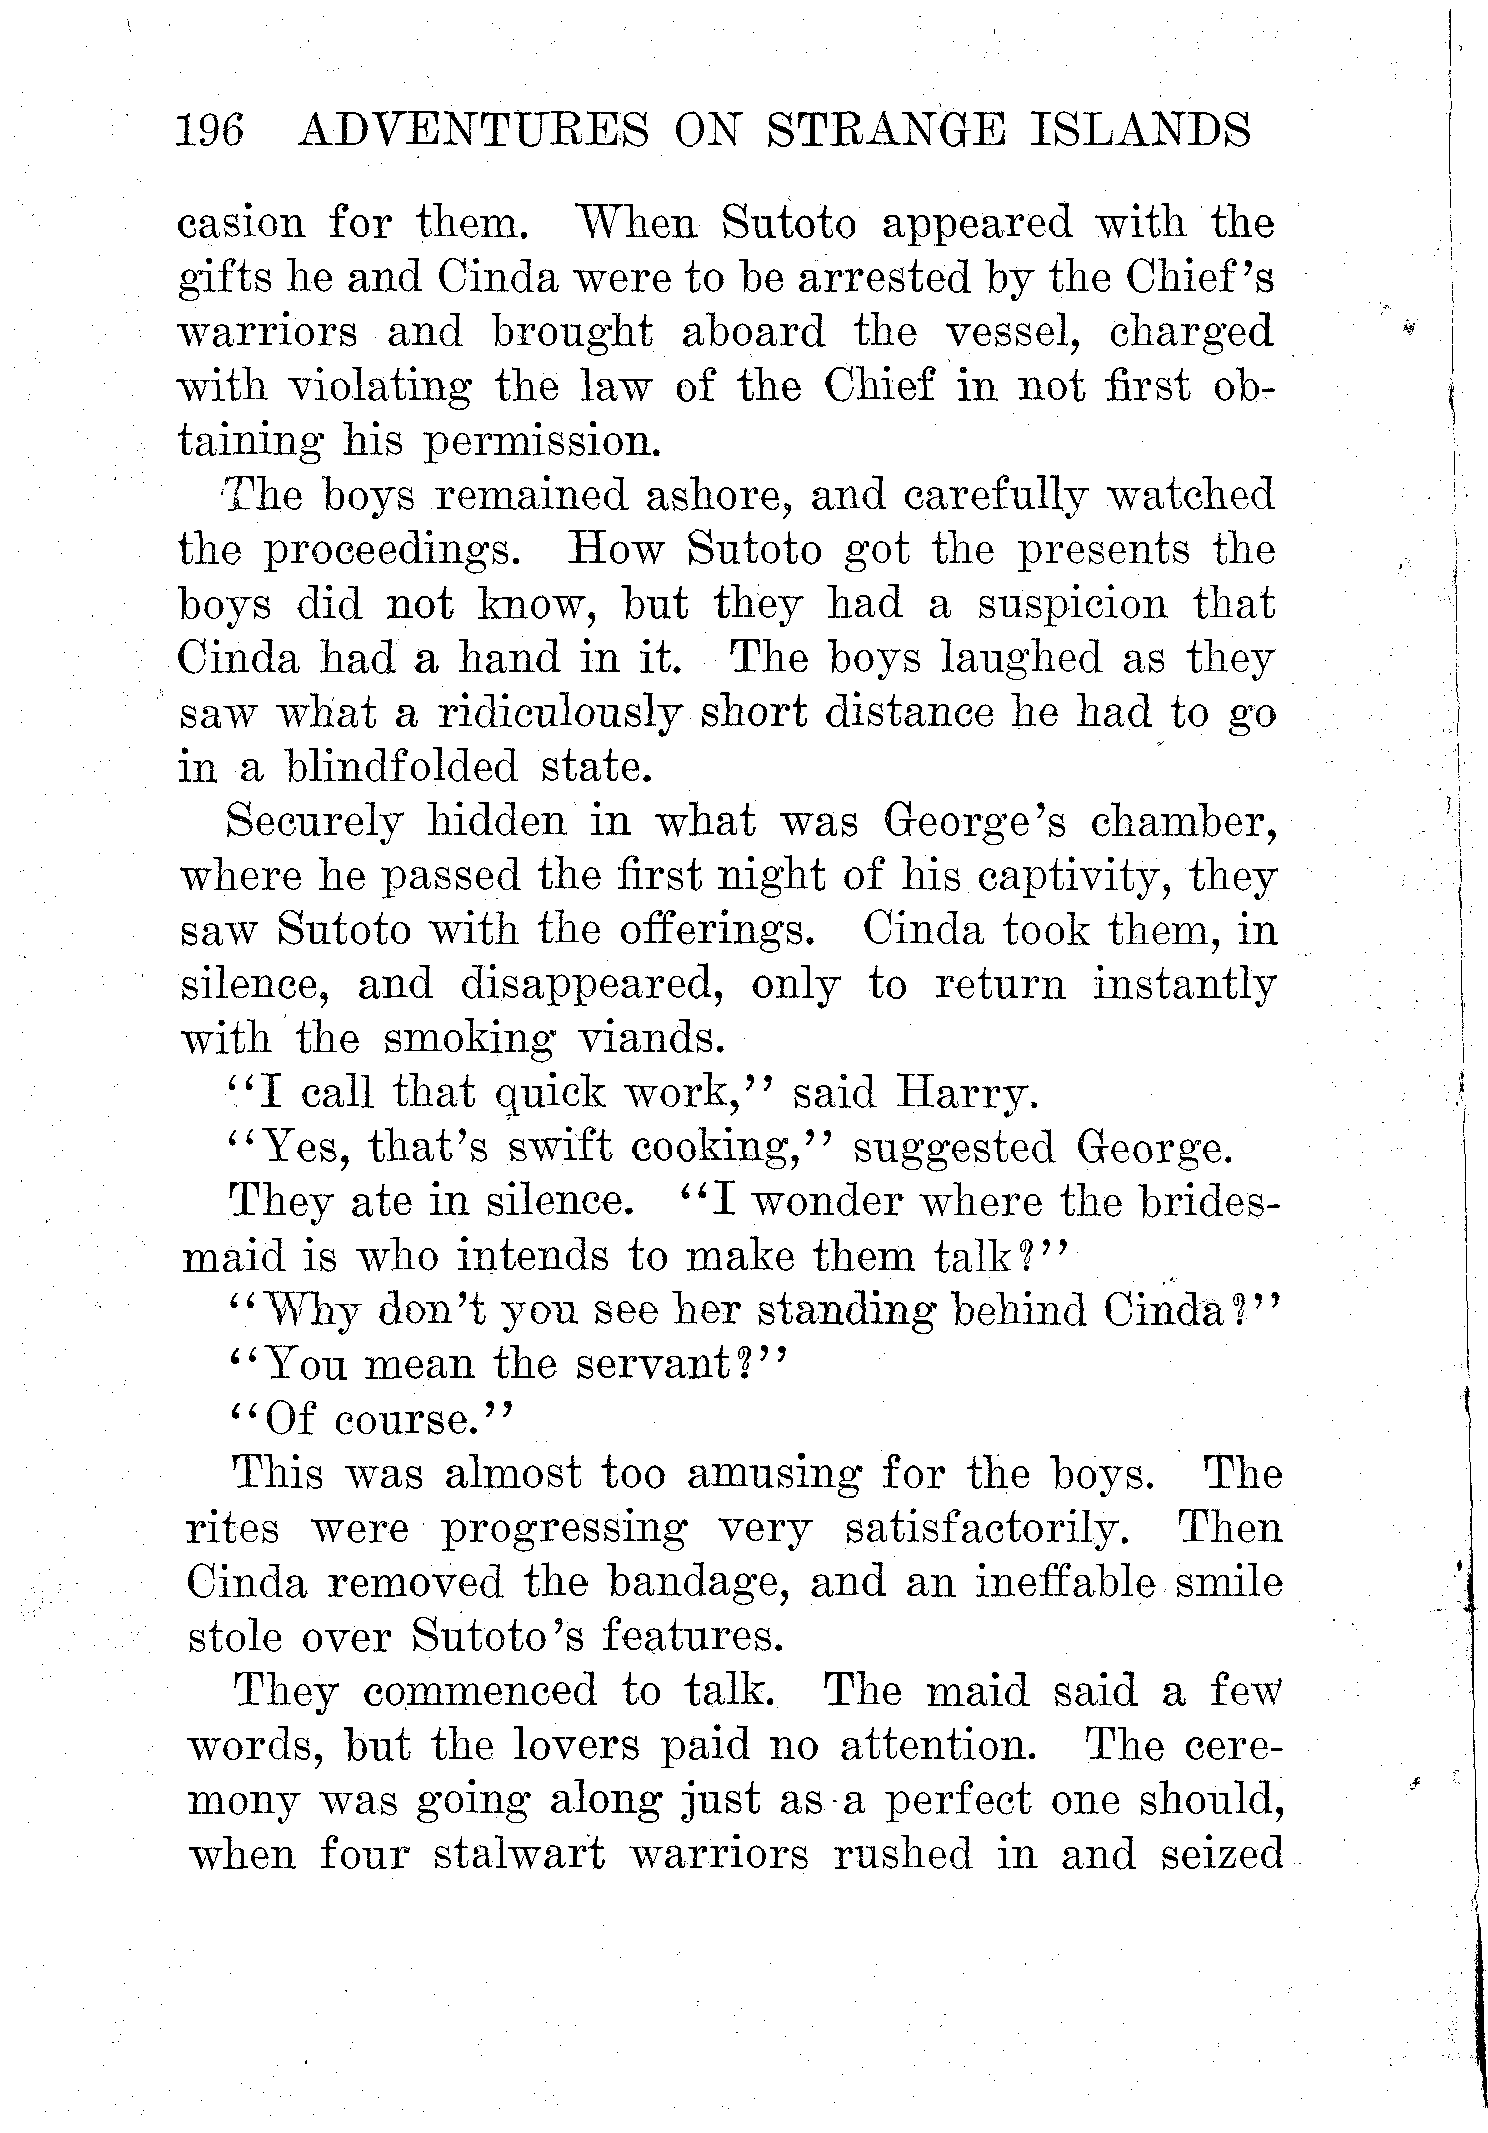 196 ADVENTURES ON STRANGE ISLANDS
casion for them. When Sutoto appeared with the
gifts he and Cinda were to be arrested by the Chief's
warriors and brought aboard the vessel, charged
with violating the law of the Chief in not first ob-
taining his permission.
The boys remained ashore, and carefully watched
the proceedings. How Sutoto got the presents the
boys did not know, but they had a suspicion that
Cinda had a hand in it. The boys laughed as they
saw what a ridiculously short distance he had to go
in a blindfolded state.
Securely hidden in what was George's chamber,
where he passed the first night of his captivity, they
saw Sutoto with the offerings. Cinda took them, in
silence, and disappeared, only to return instantly
with the smoking viands.
"I call that quick work," said Harry.
"Yes, that's swift cooking," suggested George.
They ate in silence. "I wonder where the brides-
maid is who intends to make them talk?"
"Why don't you see her standing behind Cinda?"
"You mean the servant?"
"Of course."
This was almost too amusing for the boys. The
rites were progressing very satisfactorily. Then
Cinda removed the bandage, and an ineffable smile
stole over Sutoto's features.
They commenced to talk. The maid said a few
words, but the lovers paid no attention. The cere-
mony was going along just as a perfect one should,
when four stalwart warriors rushed in and seized